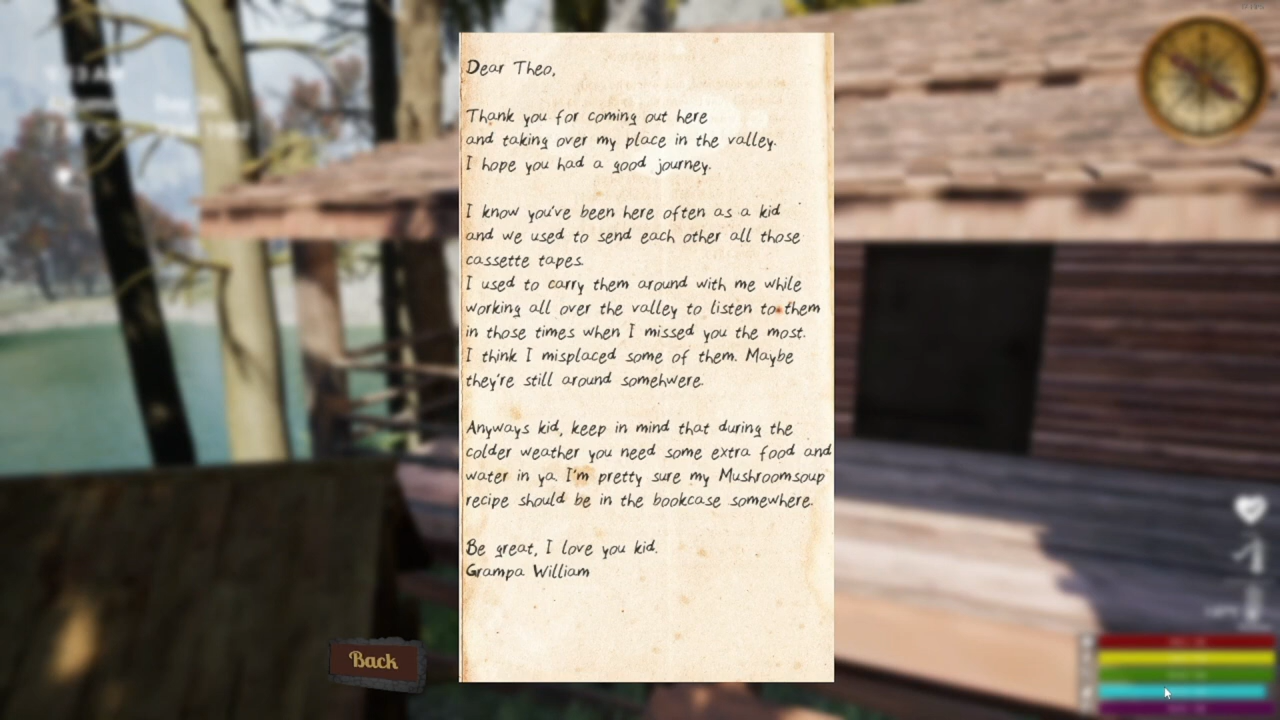 Dear Theo,
Thank you for coming out here
and taking over my place in the valley.
I hope you had a good journey.
I know you've been here often as a kid
and we used to send each other all those
cassette tapes.
I used to carry them around with me while
working all over the valley to listen to them
in those times when I missed you the most.
I think I misplaced some of them. Maybe
they're still around somehwere.
Anyways kid, keep in mind that during the
colder weather you need some extra food and
water in ya. I'm pretty sure my Mushroomsoup
recipe should be in the bookcase somewhere.
Be great, I love you kid.
Grampa William
Back